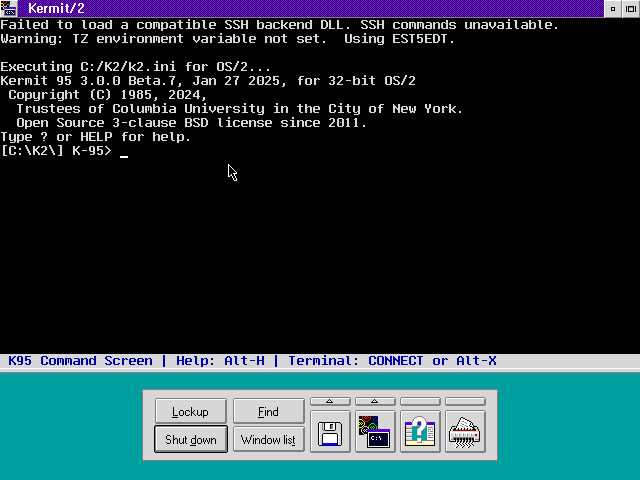 Kermit/2
Failed to load a compatible SSH backend DLL. SSH commands unavailable.
Warning: TZ environment variable not set.  Using EST5EDT.
Executing C:/K2/k2.ini for OS/2...
Kermit 95 3.0.0 Beta.7, Jan 27 2025, for 32-bit OS/2
 Copyright (C) 1985, 2024,
  Trustees of Columbia University in the City of New York.
  Open Source 3-clause BSD license since 2011.
Type ? or HELP for help.
[C:\K2\] K-95> _
K95 Command Screen | Help: Alt-H | Terminal: CONNECT or Alt-X
Lockup
Find
Shut down
Window list
C:\